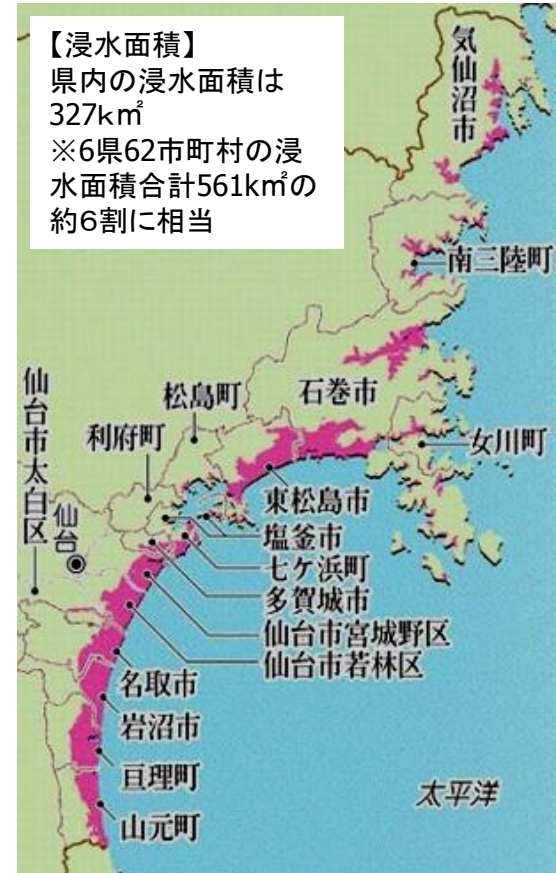 【浸水面積】
県内の浸水面積は
327k㎡
※6県62市町村の浸
水面積合計561k㎡の
約6割に相当
気仙沼市
南三陸町
石巻市
松島町
利府町
女川町
仙台市太白区
仙台
東松島市
塩釜市
七ケ浜町
多賀城市
仙台市宮城野区
仙台市若林区
名取市
岩沼市
亘理町
山元町
太平洋